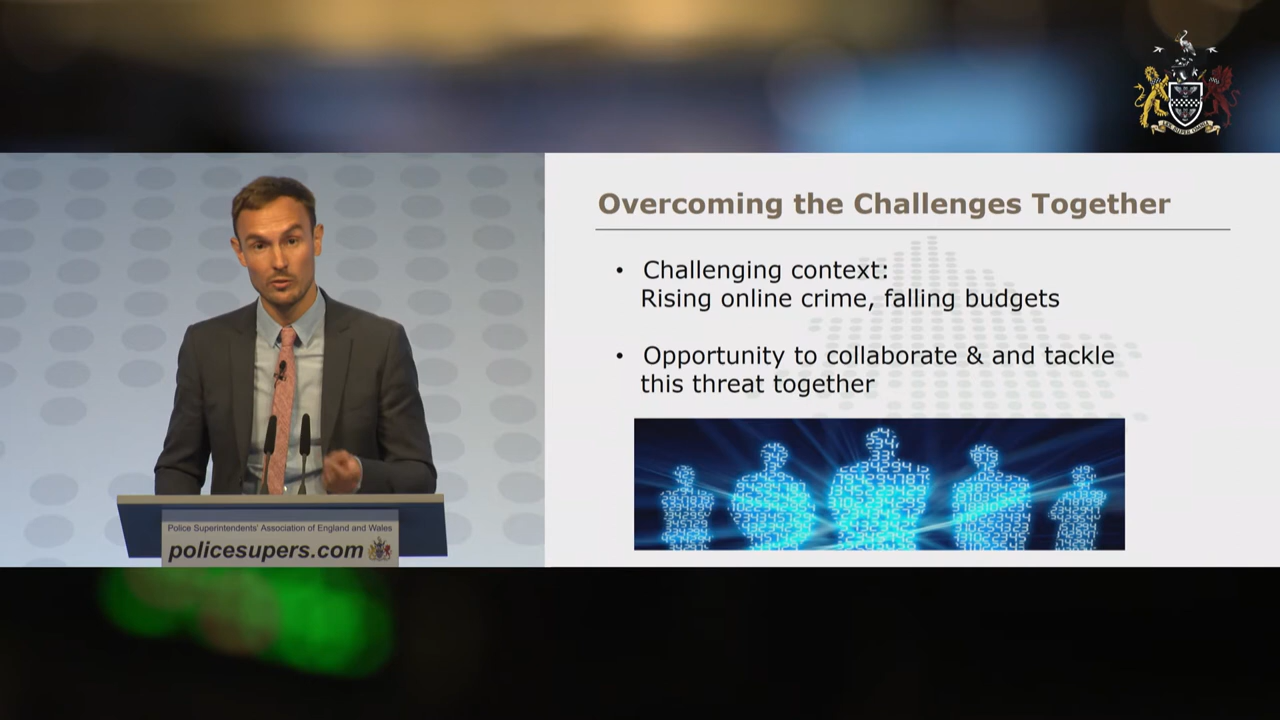 Overcoming the Challenges Together
• Challenging context:
Rising online crime, falling budgets
• Opportunity to collaborate & and tackle
this threat together
Police Superintendents' Association of England and Wales
policesupers.com